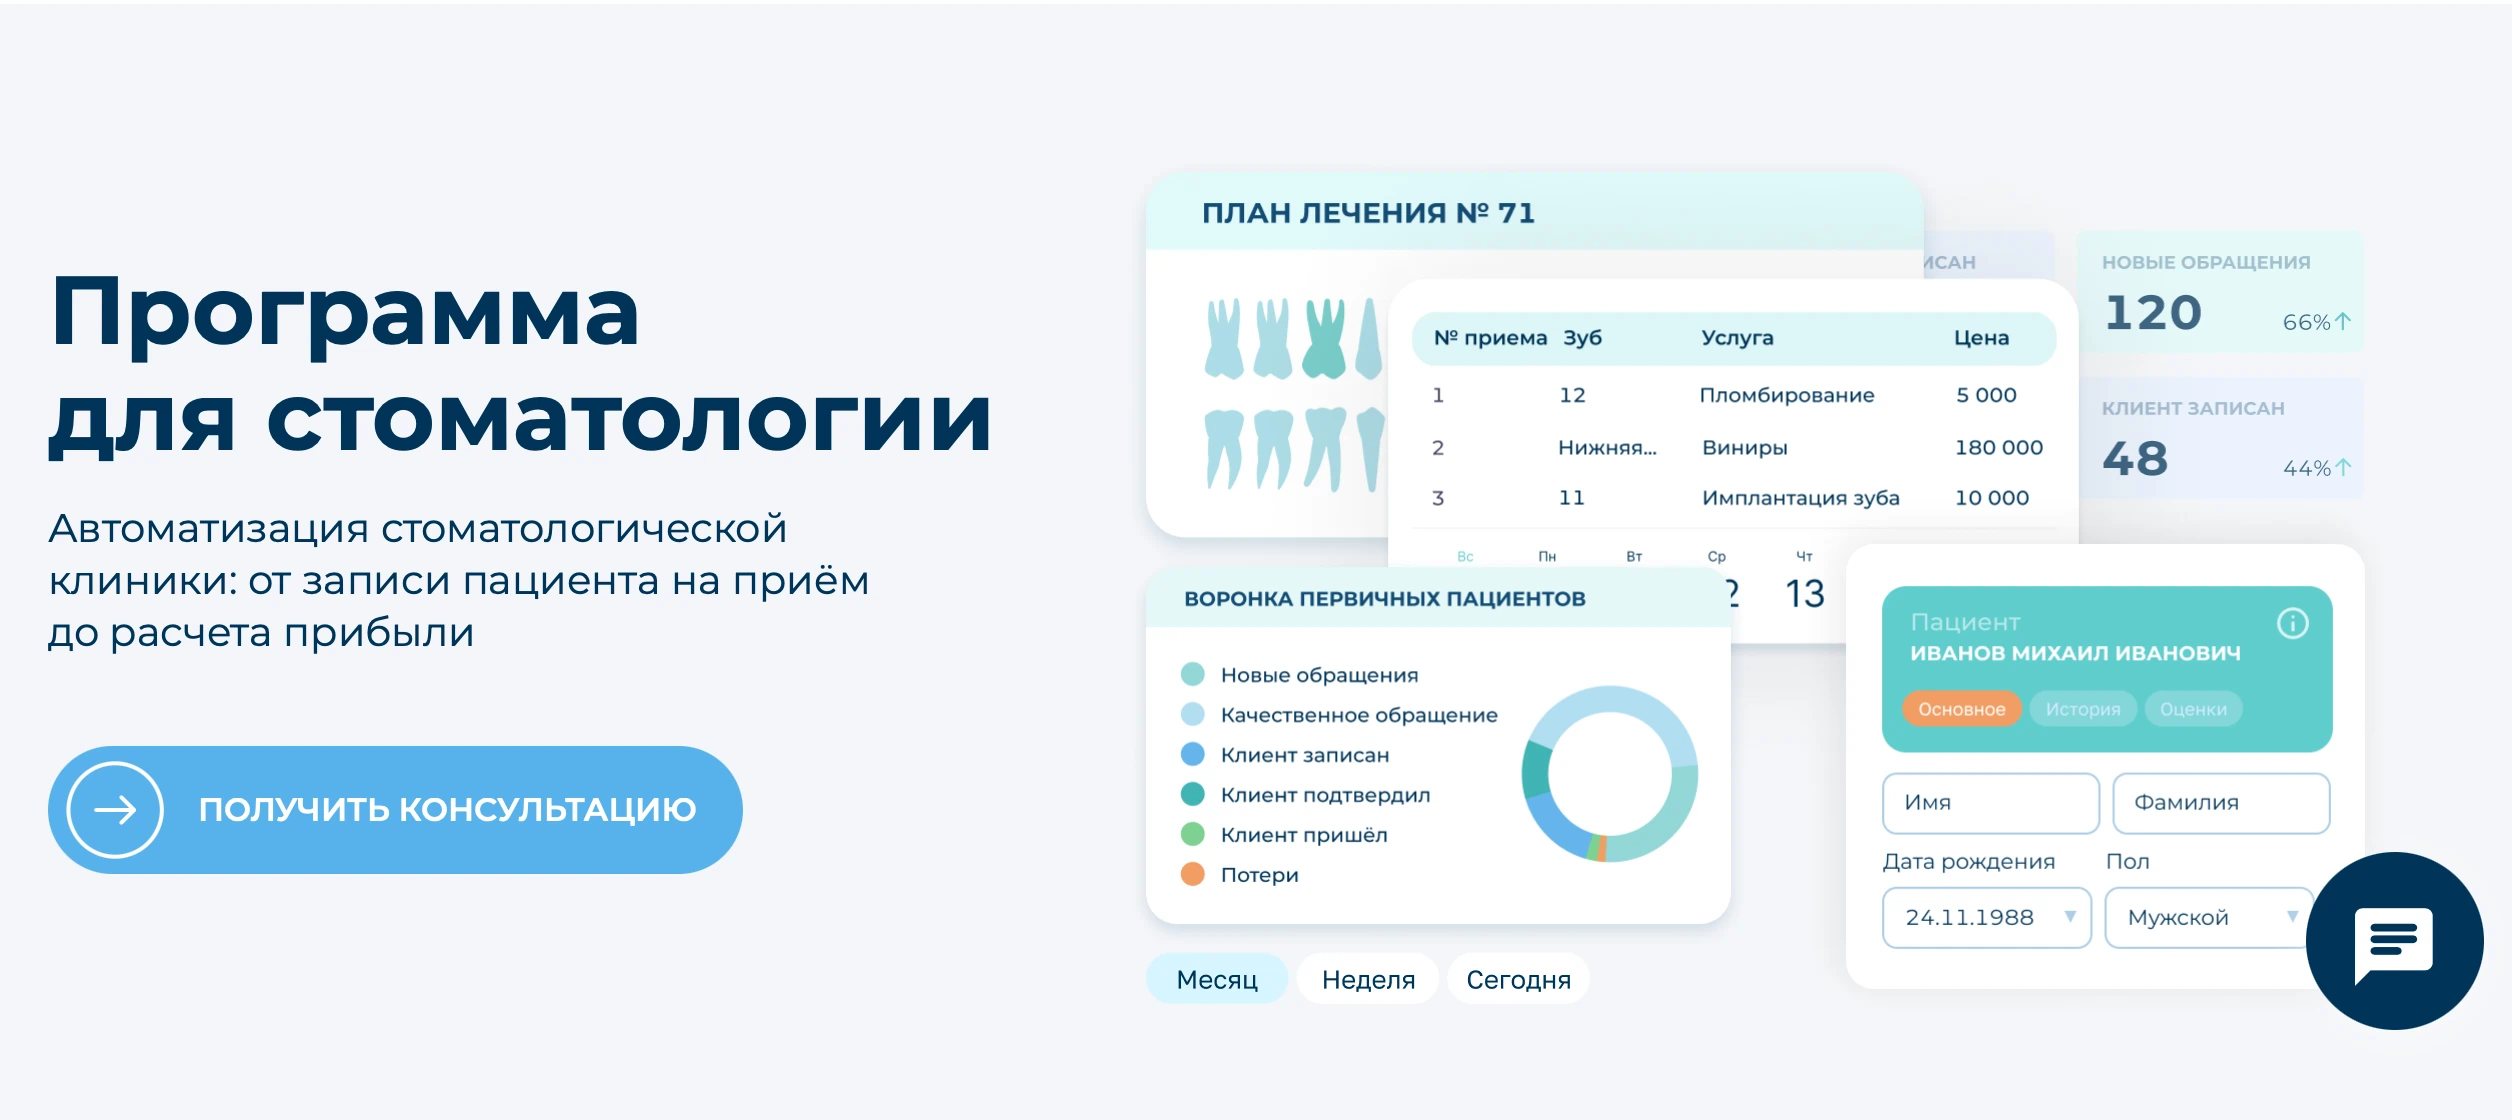 Программа
для стоматологии
Автоматизация стоматологической
клиники: от записи пациента на приём
до расчета прибыли
ПОЛУЧИТЬ КОНСУЛЬТАЦИЮ
ПЛАН ЛЕЧЕНИЯ № 71
№ приема Зуб Услуга Цена
1 12 Пломбирование 5 000
2 Нижняя... Виниры 180 000
3 11 Имплантация зуба 10 000
Вс Пн Вт Ср Чт
13
НОВЫЕ ОБРАЩЕНИЯ
120 66%↑
КЛИЕНТ ЗАПИСАН
48 44%↑
ВОРОНКА ПЕРВИЧНЫХ ПАЦИЕНТОВ
Новые обращения
Качественное обращение
Клиент записан
Клиент подтвердил
Клиент пришёл
Потери
Месяц Неделя Сегодня
Пациент
ИВАНОВ МИХАИЛ ИВАНОВИЧ
Основное История Оценки
Имя Фамилия
Дата рождения Пол
24.11.1988 Мужской